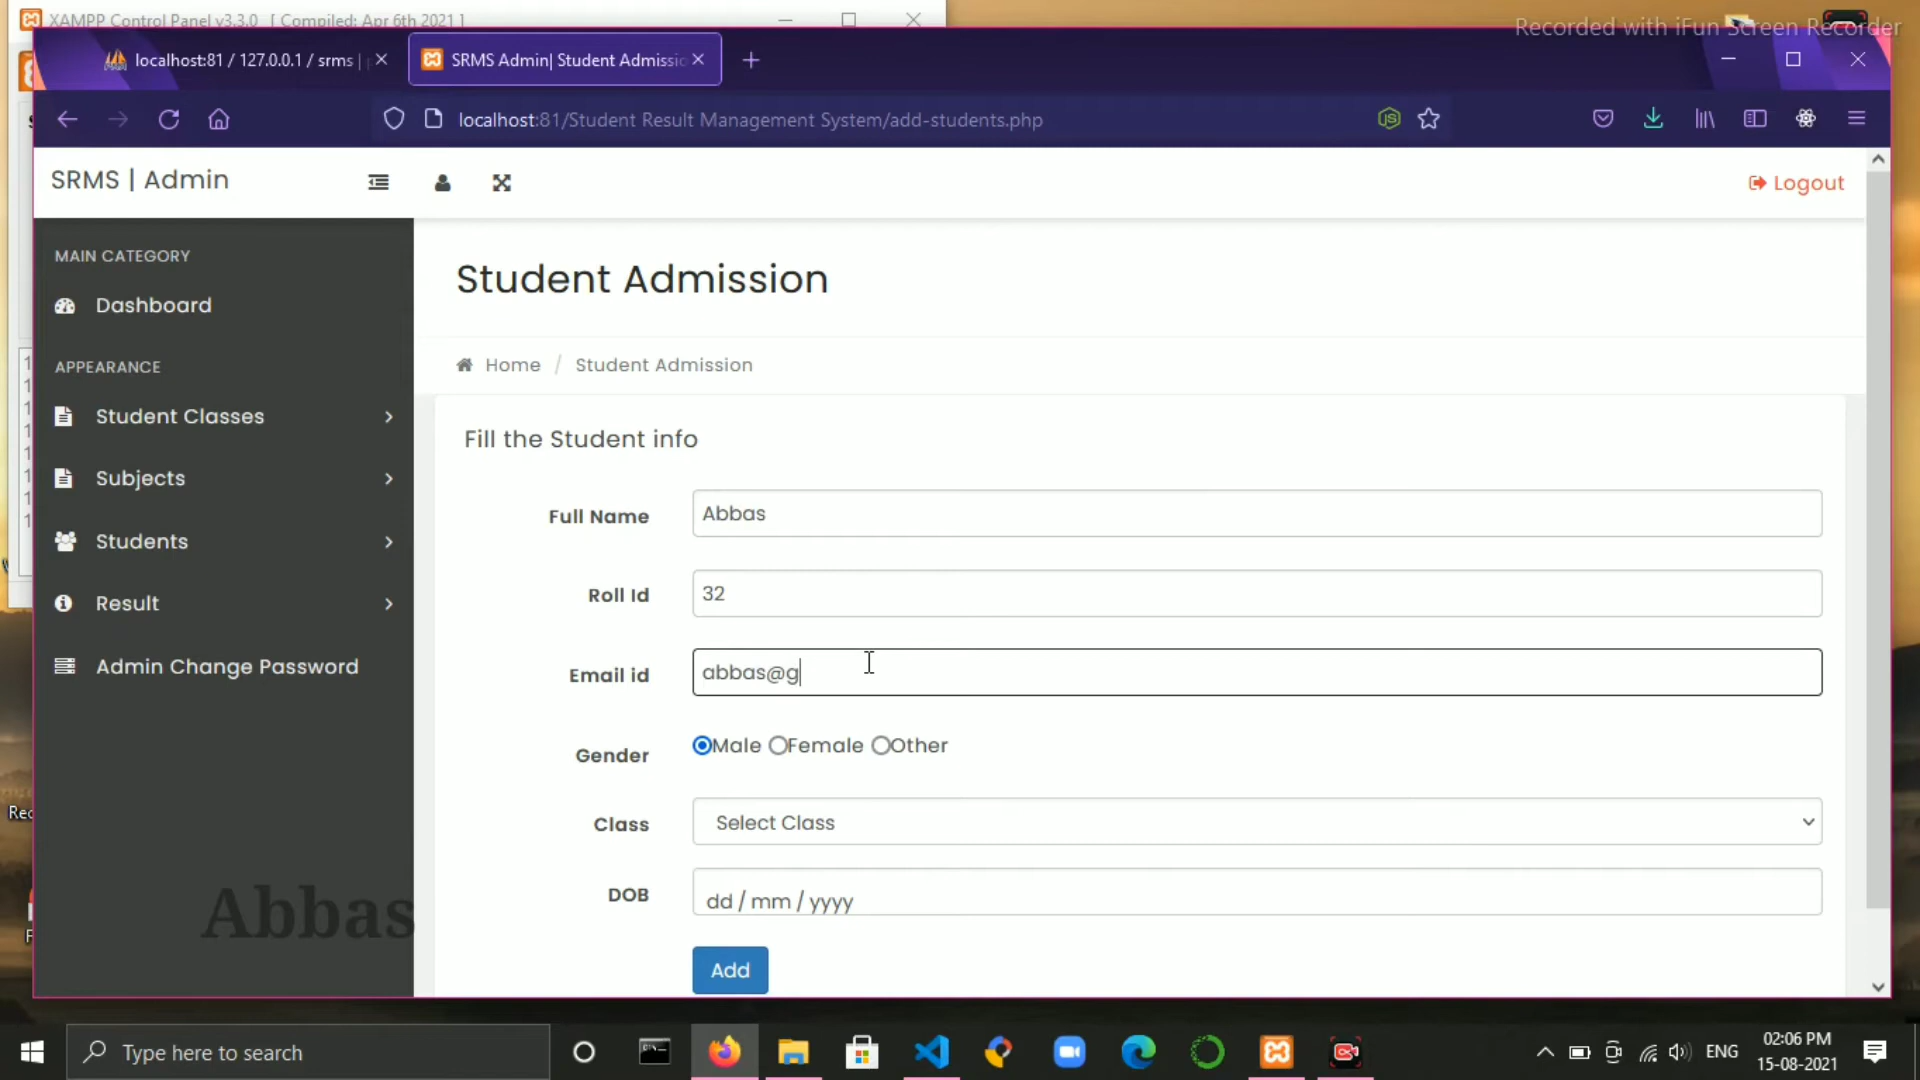 XAMPP Control Panel v3.3.0 [ Compiled: Apr 6th 2021 ]
Recorded with iFun Screen Recorder
localhost:81 / 127.0.0.1 / srms |
SRMS Admin| Student Admissio
localhost:81/Student Result Management System/add-students.php
SRMS | Admin
Logout
MAIN CATEGORY
Dashboard
APPEARANCE
Student Classes
Subjects
Students
Result
Admin Change Password
Student Admission
Home / Student Admission
Fill the Student info
Full Name
Abbas
Roll Id
32
Email id
abbas@g
Gender
Male Female Other
Class
Select Class
DOB
dd / mm / yyyy
Add
Abbas
Type here to search
ENG
02:06 PM
15-08-2021